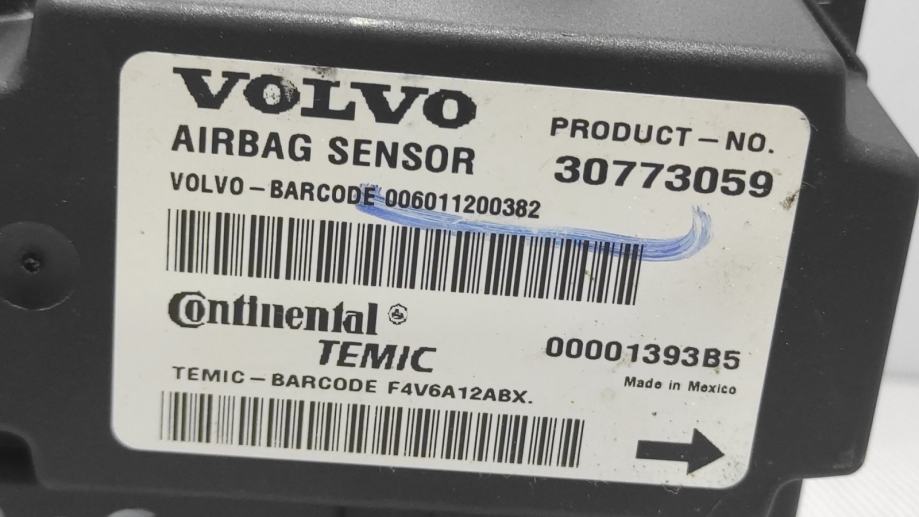 VOLVO
AIRBAG SENSOR
PRODUCT – NO.
30773059
VOLVO – BARCODE 006011200382
Continental
TEMIC
00001393B5
Made in Mexico
TEMIC – BARCODE F4V6A12ABX.